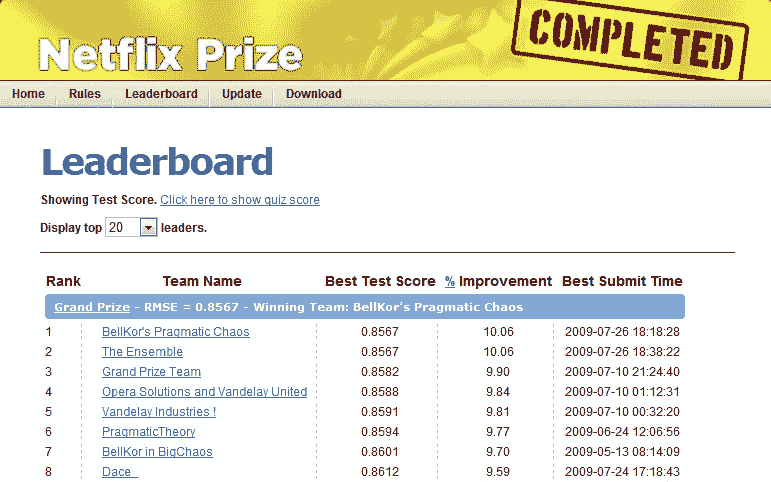 Netflix Prize
COMPLETED
Home Rules Leaderboard Update Download
Leaderboard
Showing Test Score. Click here to show quiz score
Display top 20 leaders.
Rank Team Name Best Test Score % Improvement Best Submit Time
Grand Prize - RMSE = 0.8567 - Winning Team: BellKor's Pragmatic Chaos
1 BellKor's Pragmatic Chaos 0.8567 10.06 2009-07-26 18:18:28
2 The Ensemble 0.8567 10.06 2009-07-26 18:38:22
3 Grand Prize Team 0.8582 9.90 2009-07-10 21:24:40
4 Opera Solutions and Vandelay United 0.8588 9.84 2009-07-10 01:12:31
5 Vandelay Industries ! 0.8591 9.81 2009-07-10 00:32:20
6 PragmaticTheory 0.8594 9.77 2009-06-24 12:06:56
7 BellKor in BigChaos 0.8601 9.70 2009-05-13 08:14:09
8 Dace_ 0.8612 9.59 2009-07-24 17:18:43